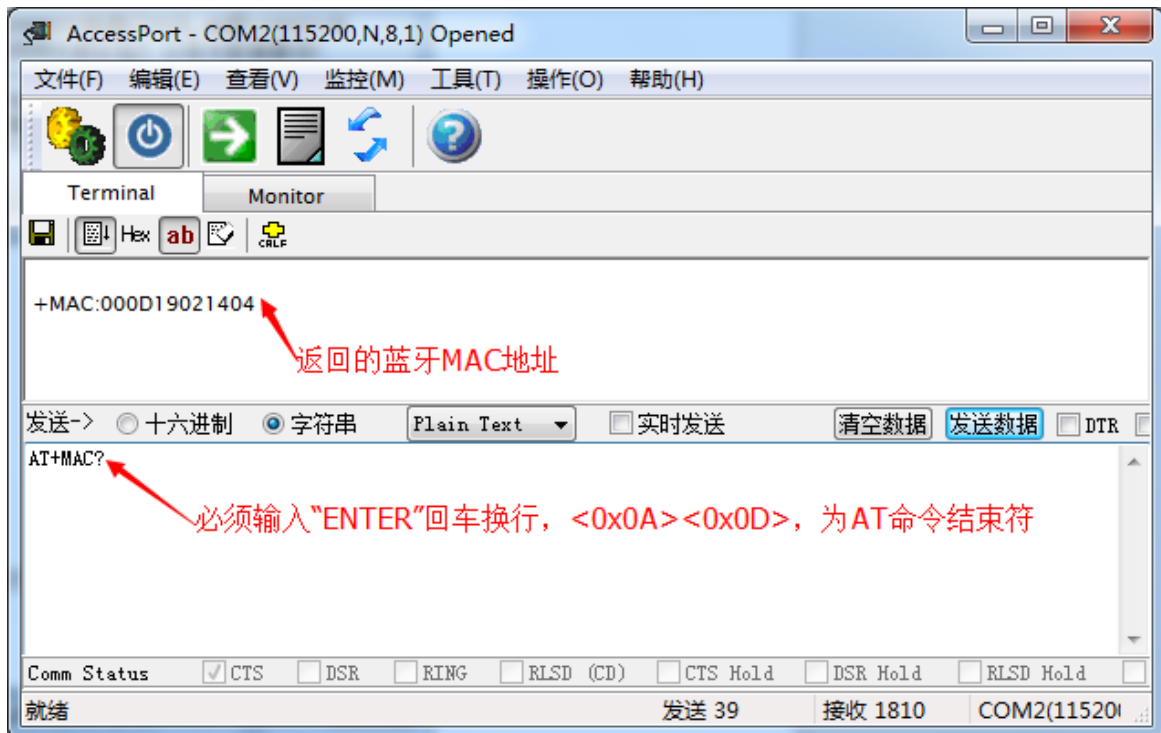 AccessPort - COM2(115200,N,8,1) Opened
文件(F) 编辑(E) 查看(V) 监控(M) 工具(T) 操作(O) 帮助(H)
Terminal Monitor
Hex ab CRLF
+MAC:000D19021404
返回的蓝牙MAC地址
发送-> 十六进制 字符串 Plain Text 实时发送 清空数据 发送数据 DTR
AT+MAC?
必须输入“ENTER”回车换行，<0x0A><0x0D>，为AT命令结束符
Comm Status CTS DSR RING RLSD (CD) CTS Hold DSR Hold RLSD Hold
就绪 发送 39 接收 1810 COM2(11520